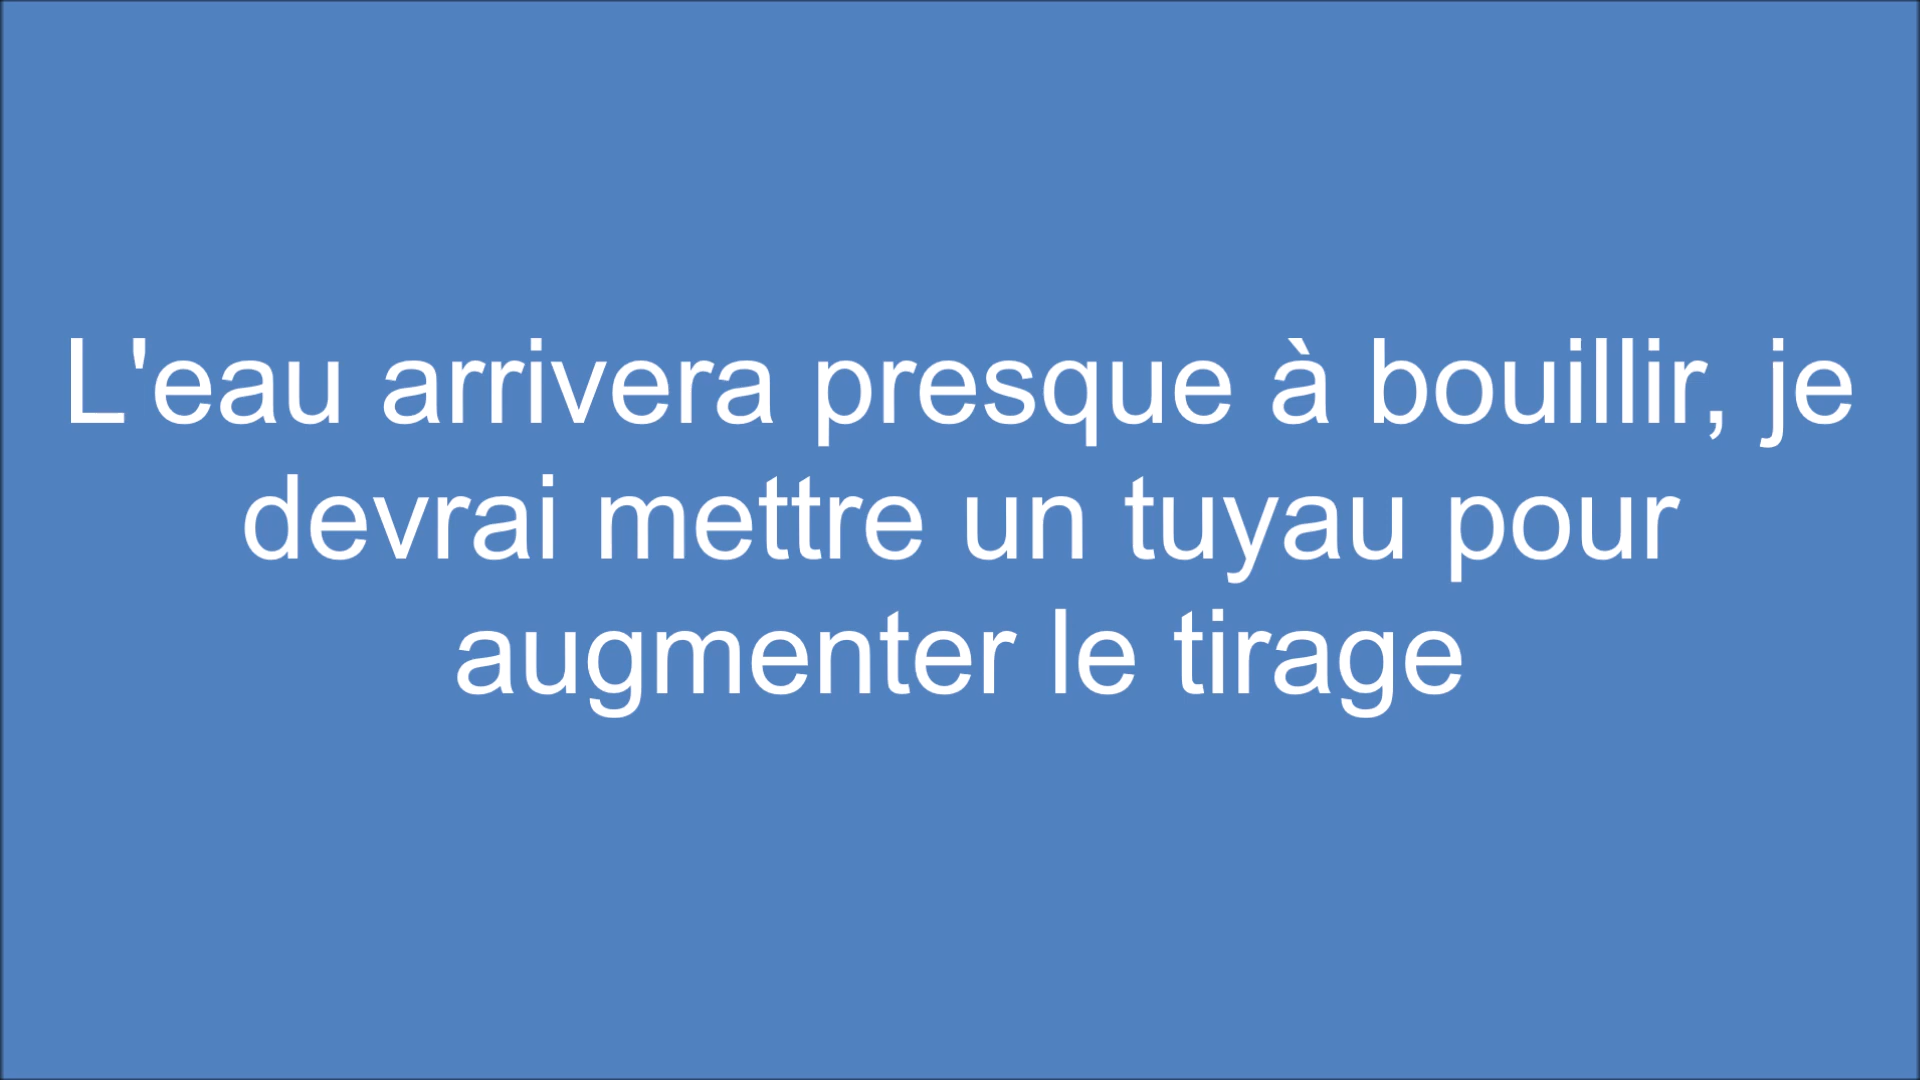 L'eau arrivera presque à bouillir, je
devrai mettre un tuyau pour
augmenter le tirage